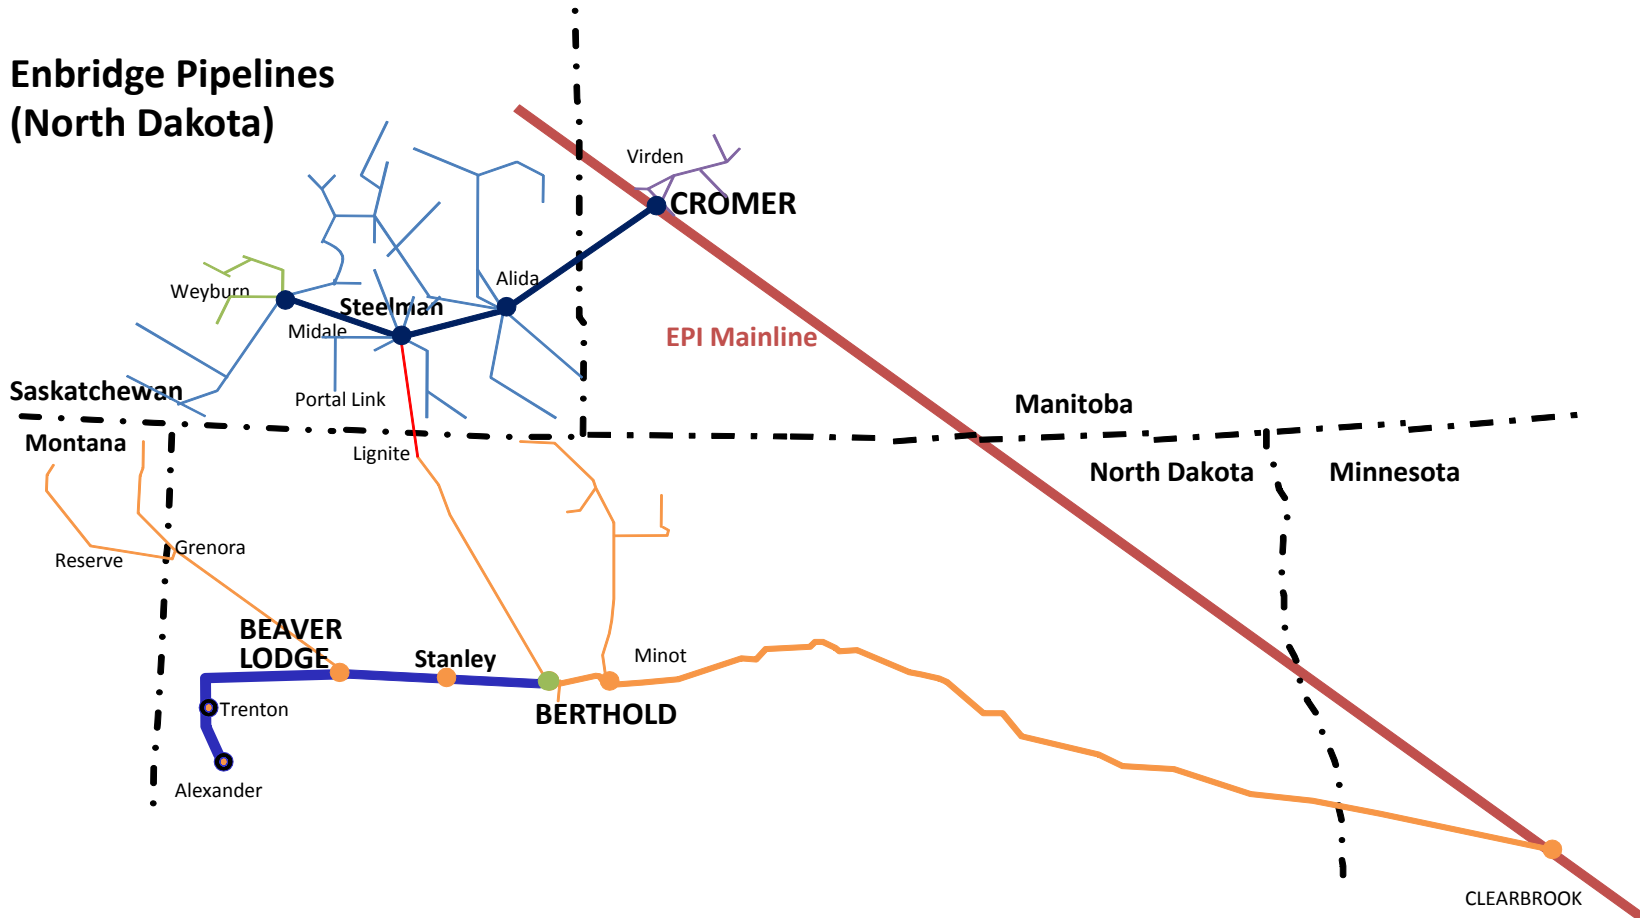 Enbridge Pipelines
(North Dakota)
Virden
CROMER
Alida
Weyburn
Steelman
Midale
EPI Mainline
Saskatchewan
Portal Link
Manitoba
Montana
Lignite
North Dakota
Minnesota
Grenora
Reserve
BEAVER
LODGE
Stanley
Minot
Trenton
BERTHOLD
Alexander
CLEARBROOK